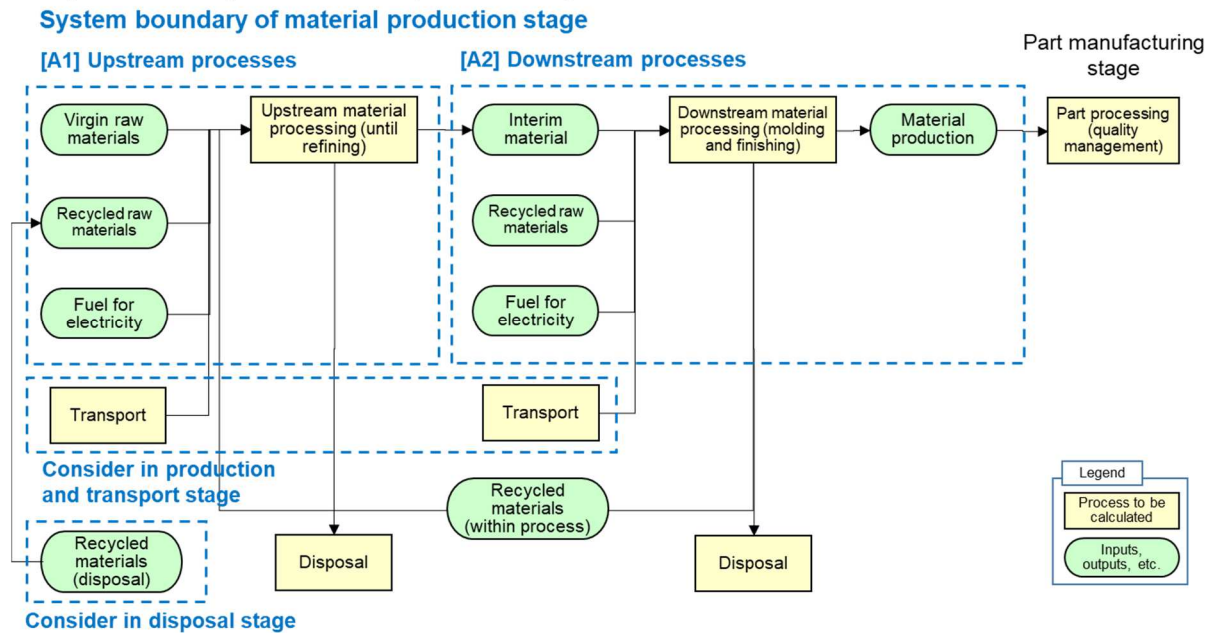 System boundary of material production stage
[A1] Upstream processes
[A2] Downstream processes
Part manufacturing
stage
Virgin raw
materials
Upstream material
processing (until
refining)
Interim
material
Downstream material
processing (molding
and finishing)
Material
production
Part processing
(quality
management)
Recycled raw
materials
Recycled raw
materials
Fuel for
electricity
Fuel for
electricity
Transport
Transport
Consider in production
and transport stage
Recycled
materials
(within process)
Recycled
materials
(disposal)
Disposal
Disposal
Consider in disposal stage
Legend
Process to be
calculated
Inputs,
outputs, etc.